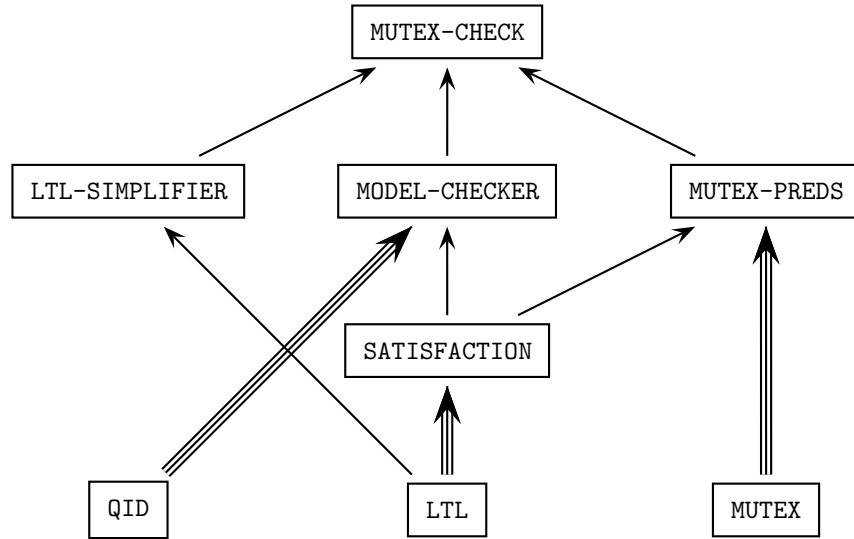 MUTEX-CHECK
LTL-SIMPLIFIER
MODEL-CHECKER
MUTEX-PREDS
SATISFACTION
QID
LTL
MUTEX